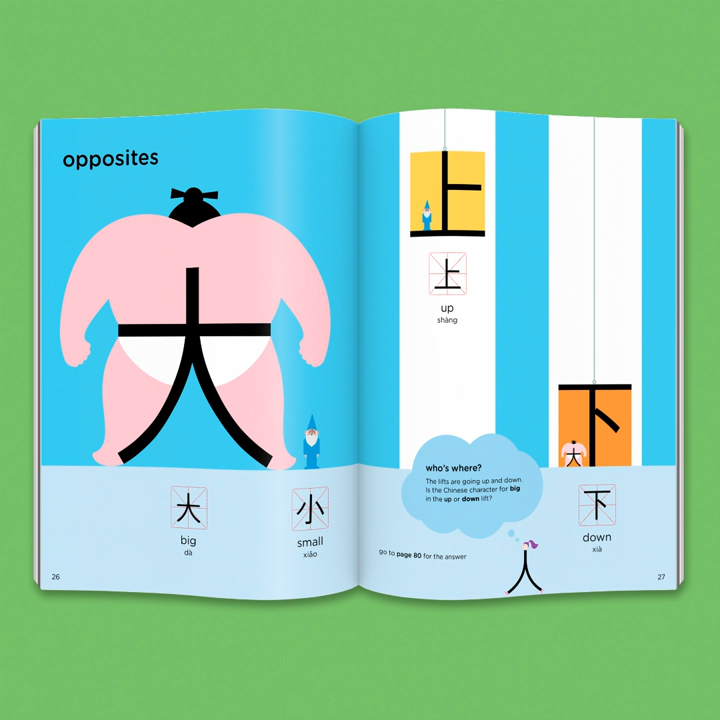 opposites
大
大
big
dà
小
small
xiǎo
26
上
上
up
shàng
下
大
下
down
xià
who's where?
The lifts are going up and down.
Is the Chinese character for big
in the up or down lift?
go to page 80 for the answer
人
27